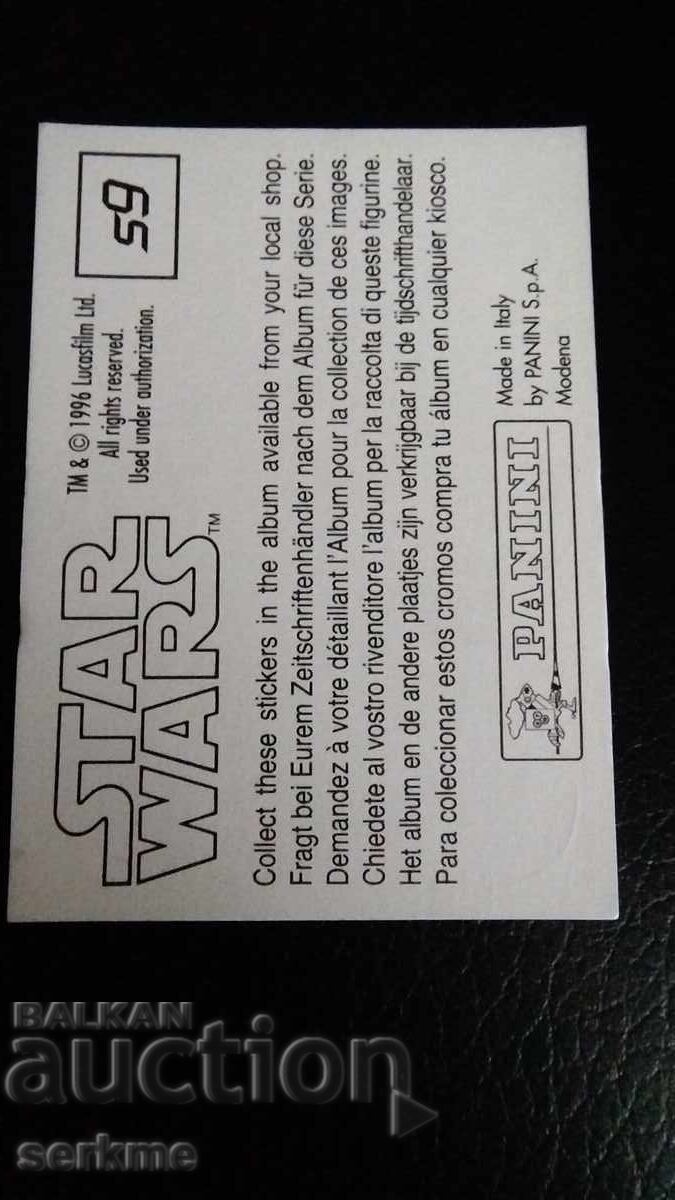 STAR
WARS™
TM & © 1996 Lucasfilm Ltd.
All rights reserved.
Used under authorization.
59
Collect these stickers in the album available from your local shop.
Fragt bei Eurem Zeitschriftenhändler nach dem Album für diese Serie.
Demandez à votre détaillant l'Album pour la collection de ces images.
Chiedete al vostro rivenditore l'album per la raccolta di queste figurine.
Het album en de andere plaatjes zijn verkrijgbaar bij de tijdschrifthandelaar.
Para coleccionar estos cromos compra tu álbum en cualquier kiosco.
PANINI
Made in Italy
by PANINI S.p.A.
Modena
BALKAN
auction
serkme